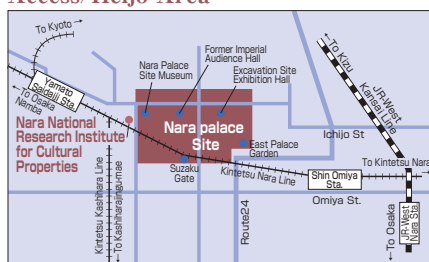 Access/Heijo Area
To Kyoto
Former Imperial
Audience Hall
Nara Palace
Site Museum
Excavation Site
Exhibition Hall
Yamato
Saidaiji Sta.
To Osaka
Namba
Nara National
Research Institute
for Cultural
Properties
Nara palace
Site
To Kizu
JR-West
Kansai Line
Ichijo St
East Palace
Garden
Suzaku
Gate
Kintetsu Nara Line
To Kintetsu Nara
Shin Omiya
Sta.
Omiya St.
Kintetsu Kashihara Line
To Kashiharajingu-mae
Route24
To Osaka
JR-West
Nara Sta.